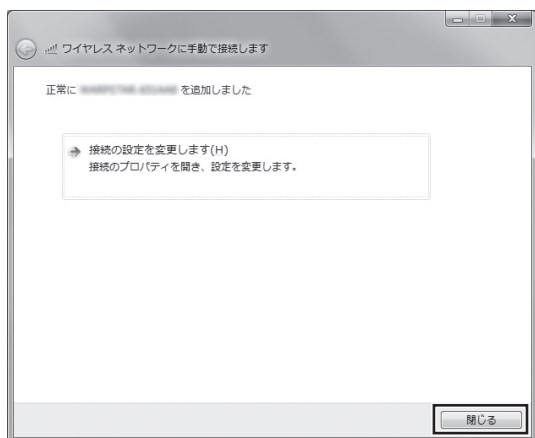 ワイヤレス ネットワークに手動で接続します
正常に を追加しました
接続の設定を変更します(H)
接続のプロパティを開き、設定を変更します。
閉じる